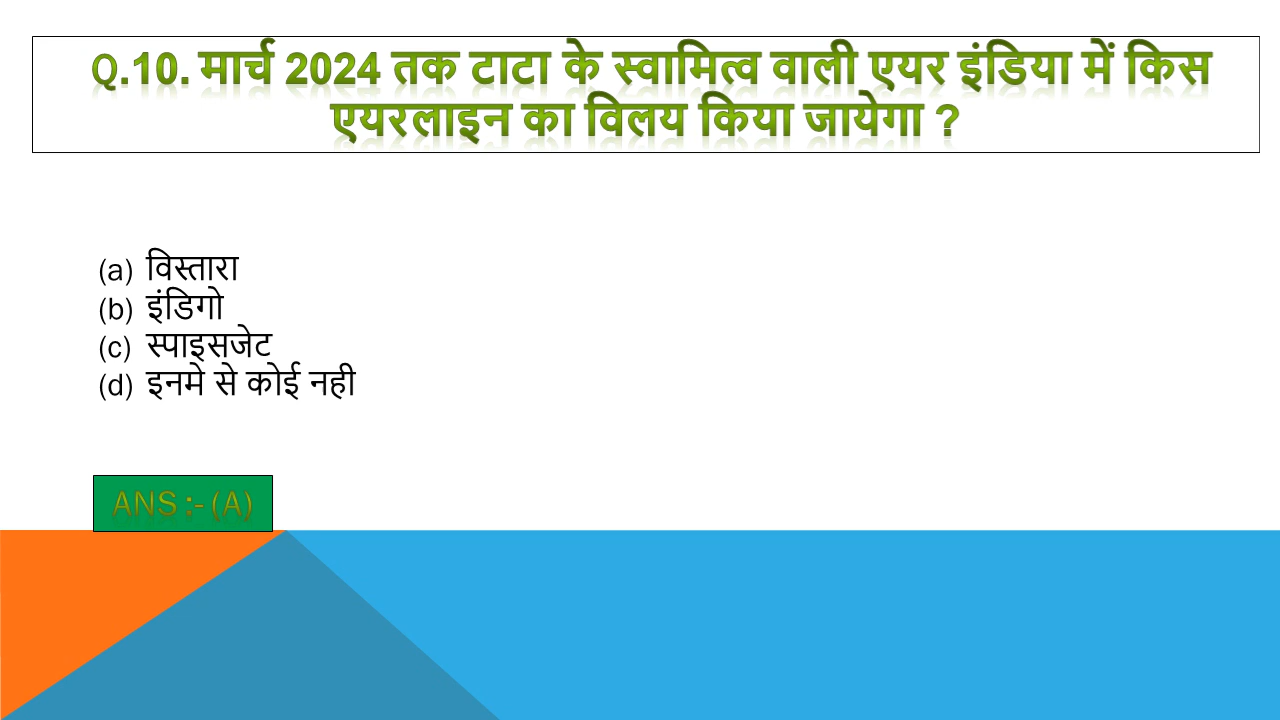 Q.10. मार्च 2024 तक टाटा के स्वामित्व वाली एयर इंडिया में किस
एयरलाइन का विलय किया जायेगा ?
(a) विस्तारा
(b) इंडिगो
(c) स्पाइसजेट
(d) इनमे से कोई नही
ANS :- (A)